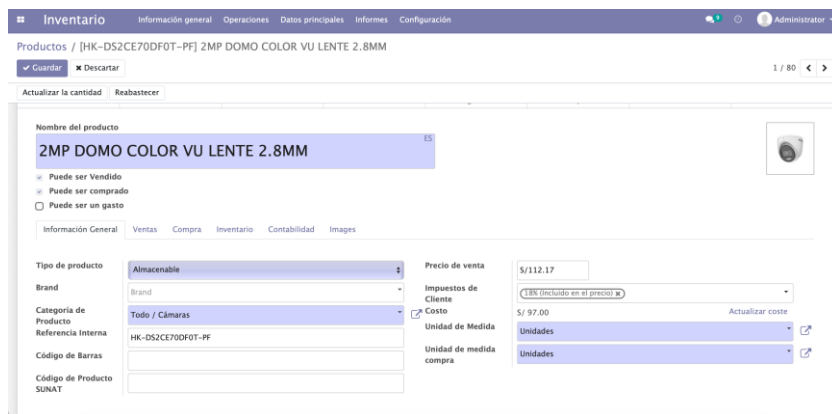 Inventario Información general Operaciones Datos principales Informes Configuración 9 Administrator
Productos / [HK-DS2CE70DF0T-PF] 2MP DOMO COLOR VU LENTE 2.8MM
Guardar Descartar 1 / 80
Actualizar la cantidad Reabastecer
Nombre del producto
2MP DOMO COLOR VU LENTE 2.8MM ES
Puede ser Vendido
Puede ser comprado
Puede ser un gasto
Información General Ventas Compra Inventario Contabilidad Images
Tipo de producto Almacenable
Brand Brand
Categoría de Producto Todo / Cámaras
Referencia Interna HK-DS2CE70DF0T-PF
Código de Barras
Código de Producto SUNAT
Precio de venta S/112.17
Impuestos de Cliente 18% (Incluido en el precio) x
Costo S/ 97.00 Actualizar coste
Unidad de Medida Unidades
Unidad de medida compra Unidades